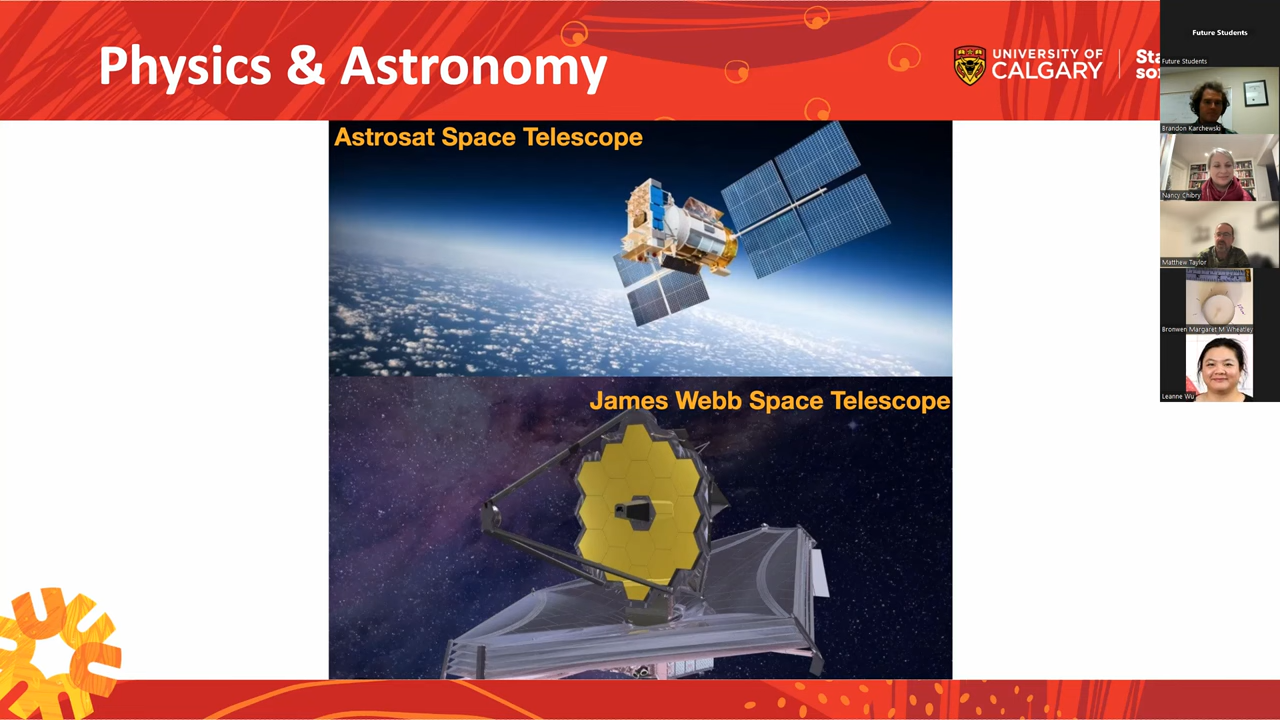 Physics & Astronomy
UNIVERSITY OF
CALGARY
Future Students
Future Students
Brandon Karchewski
Nancy Chibry
Matthew Taylor
Bronwen Margaret M Wheatley
Leanne Wu
Astrosat Space Telescope
James Webb Space Telescope